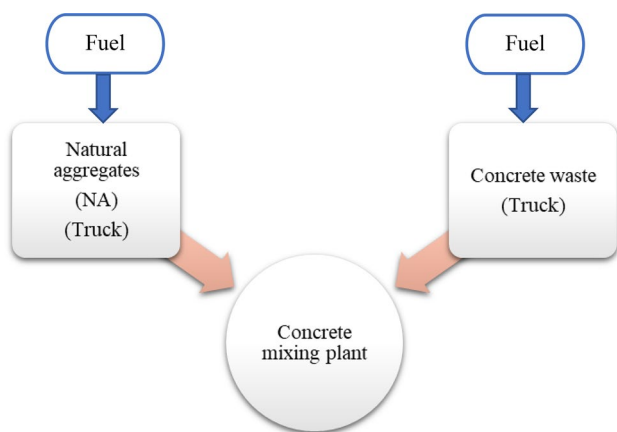 Fuel
Fuel
Natural
aggregates
(NA)
(Truck)
Concrete waste
(Truck)
Concrete
mixing plant